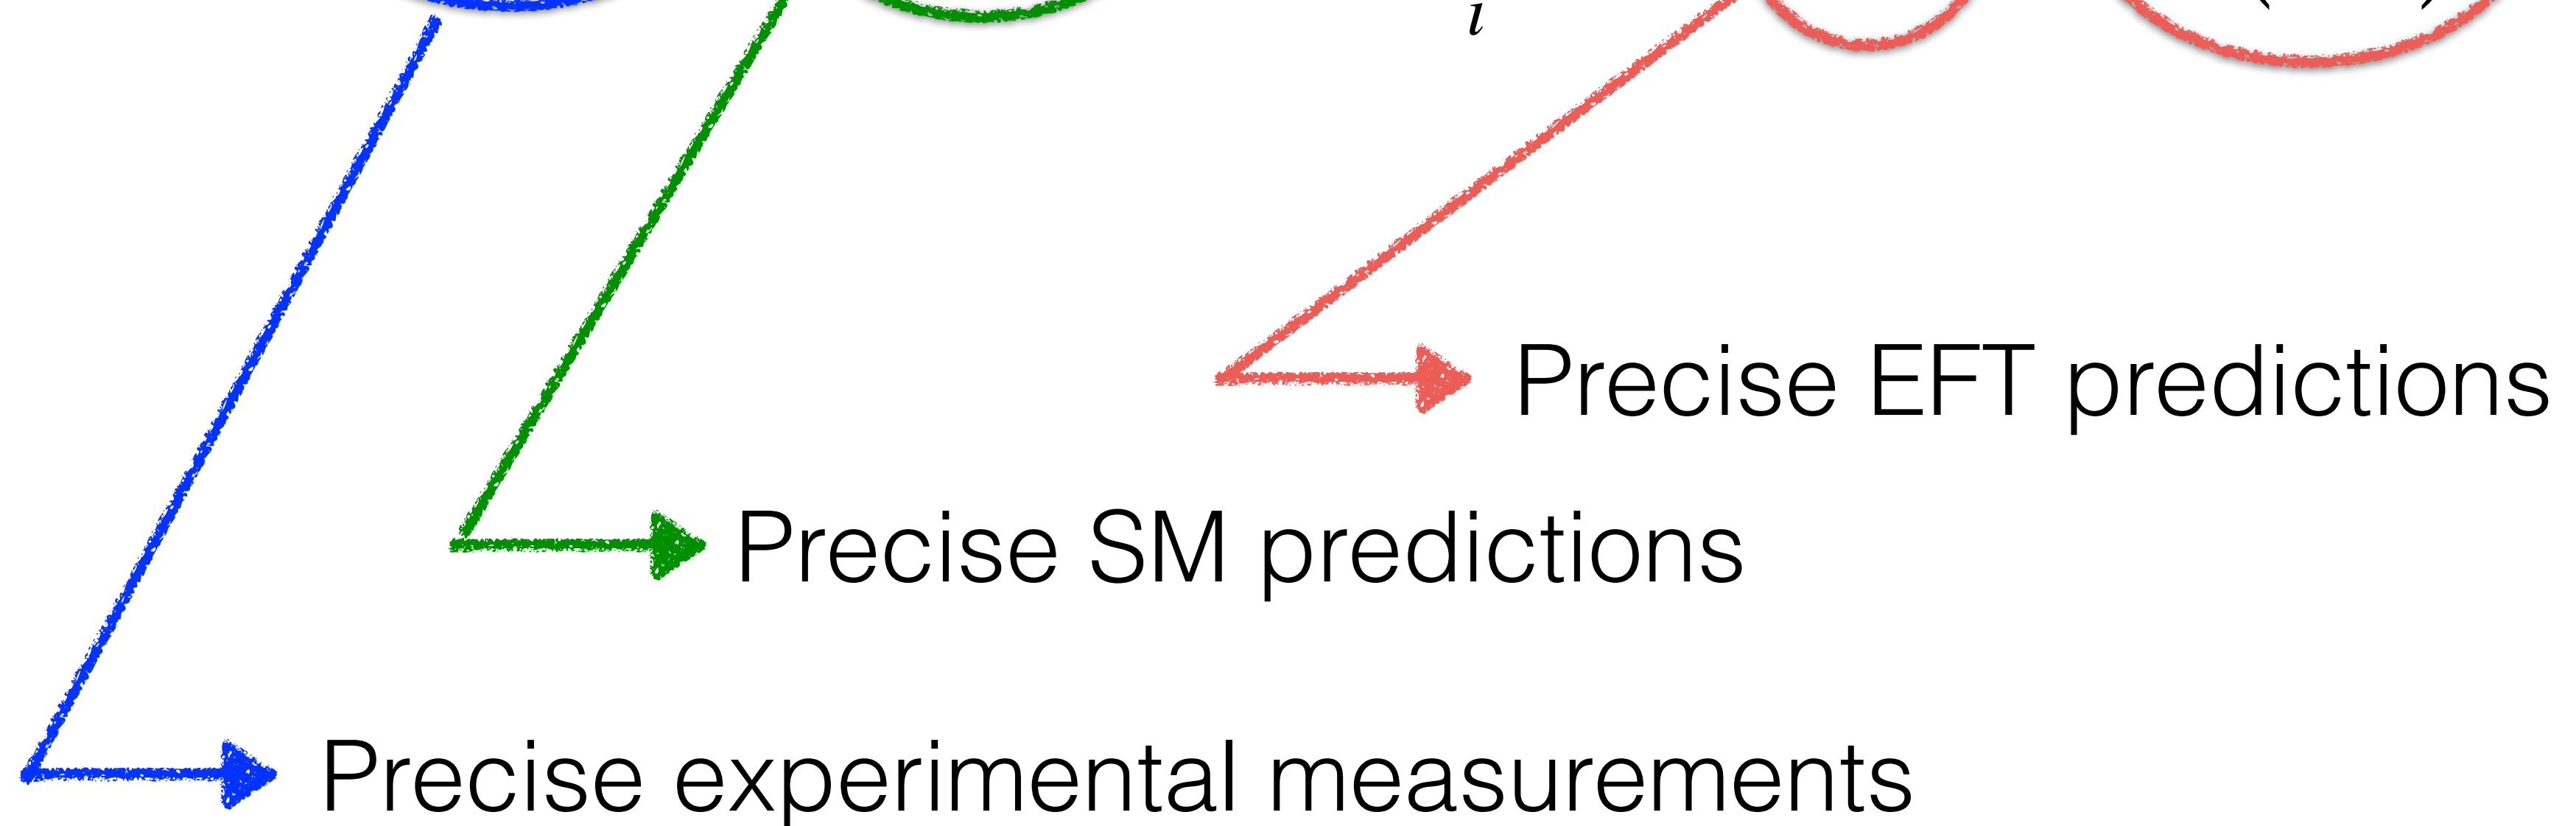 i
Precise EFT predictions
Precise SM predictions
Precise experimental measurements